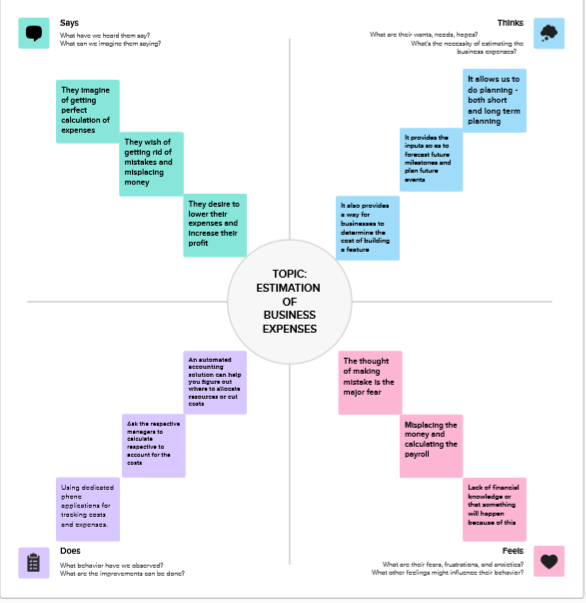 Says
What have we heard them say?
What can we imagine them saying?
Thinks
What are their wants, needs, hopes?
What's the necessity of estimating the
business expenses?
They imagine
of getting
perfect
calculation of
expenses
They wish of
getting rid of
mistakes and
misplacing
money
They desire to
lower their
expenses and
increase their
profit
It allows us to
do planning -
both short
and long term
planning
It provides the
inputs so as to
forecast future
milestones and
plan future
events
It also provides
a way for
businesses to
determine the
cost of building
a feature
TOPIC:
ESTIMATION
OF
BUSINESS
EXPENSES
An automated
accounting
solution can help
you figure out
where to allocate
resources or cut
costs
Ask the respective
managers to
calculate
respective to
account for the
costs
Using dedicated
phone
applications for
tracking costs
and expenses.
The thought
of making
mistake is the
major fear
Misplacing the
money and
calculating the
payroll
Lack of financial
knowledge or
that something
will happen
because of this
Does
What behavior have we observed?
What are the improvements can be done?
Feels
What are their fears, frustrations, and anxieties?
What other feelings might influence their behavior?